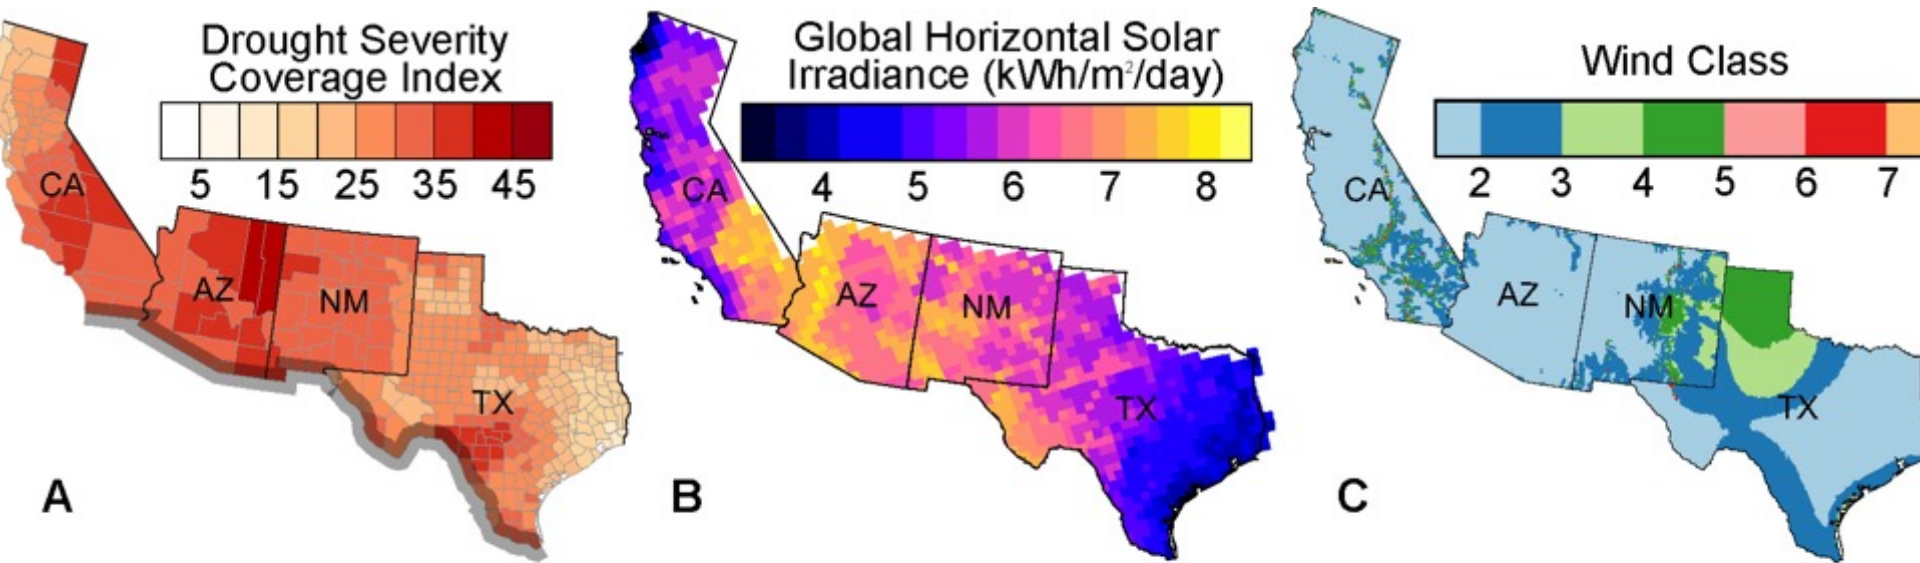 Drought Severity
Coverage Index
5 15 25 35 45
CA
AZ
NM
TX
A
Global Horizontal Solar
Irradiance (kWh/m²/day)
4 5 6 7 8
CA
AZ
NM
TX
B
Wind Class
2 3 4 5 6 7
CA
AZ
NM
TX
C